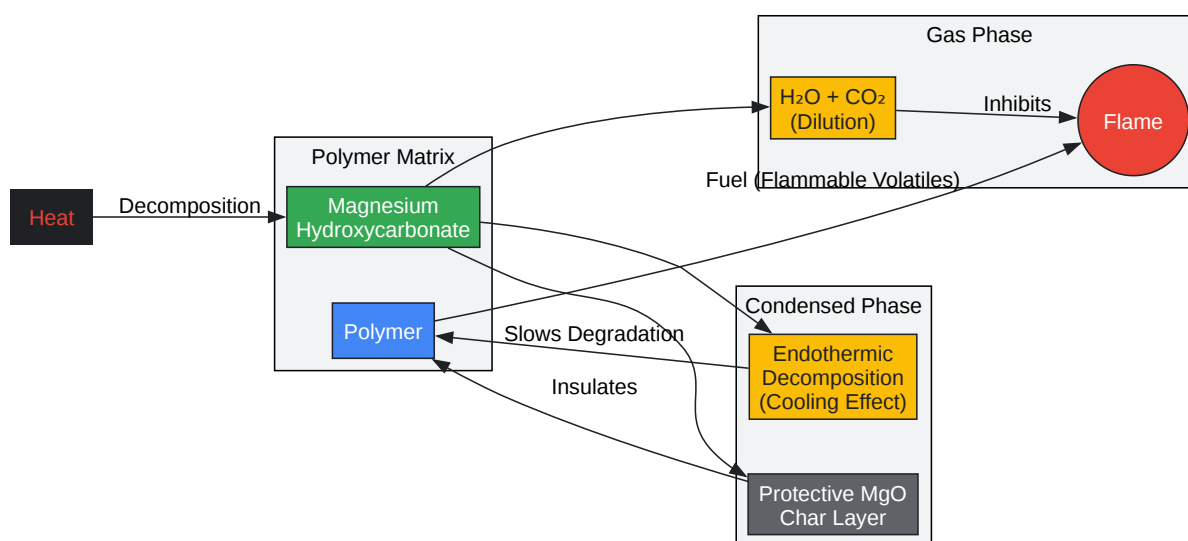 Gas Phase
H₂O + CO₂
(Dilution)
Inhibits
Flame
Polymer Matrix
Fuel (Flammable Volatiles)
Heat
Decomposition
Magnesium
Hydroxycarbonate
Condensed Phase
Polymer
Slows Degradation
Endothermic
Decomposition
(Cooling Effect)
Insulates
Protective MgO
Char Layer